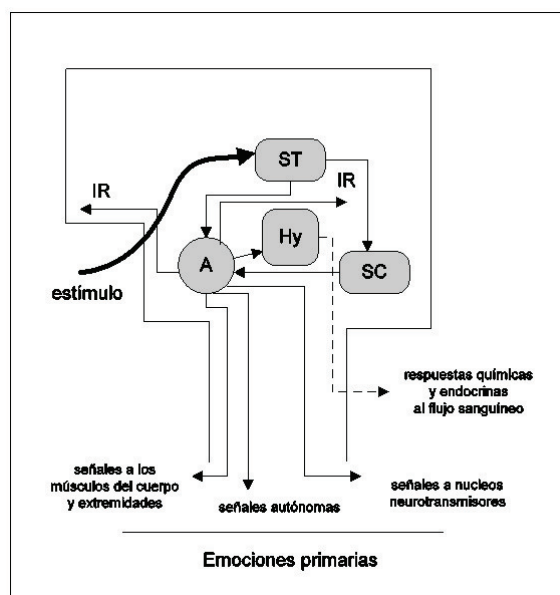 ST
IR
IR
Hy
A
SC
estímulo
respuestas químicas
y endocrinas
al flujo sanguíneo
señales a los
músculos del cuerpo
y extremidades
señales autónomas
señales a nucleos
neurotransmisores
Emociones primarias